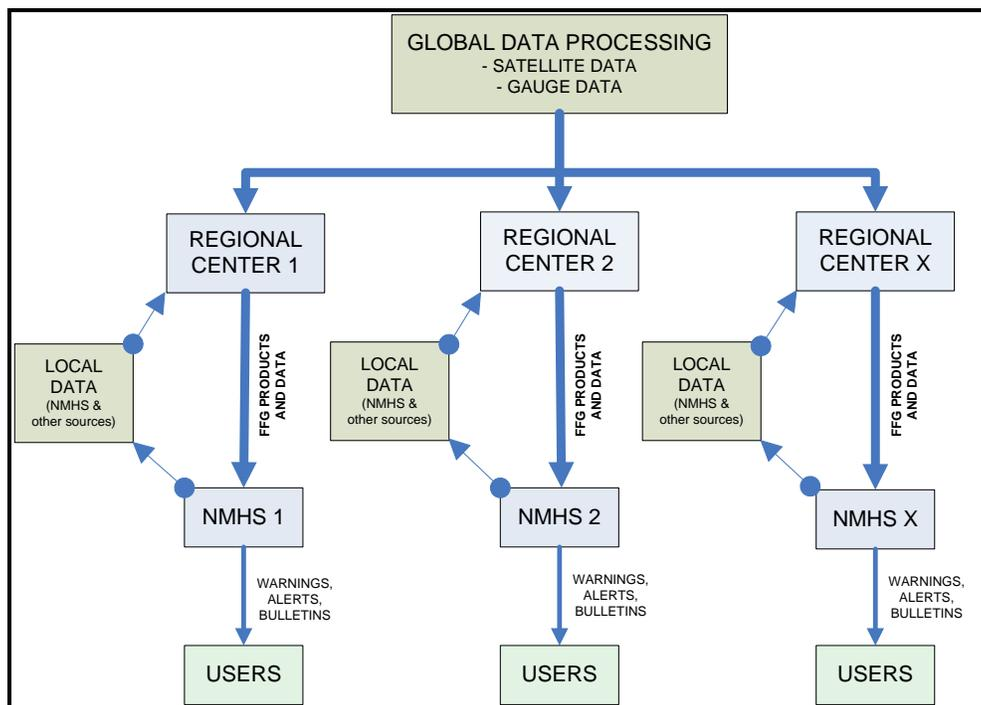 GLOBAL DATA PROCESSING
- SATELLITE DATA
- GAUGE DATA
REGIONAL
CENTER 1
REGIONAL
CENTER 2
REGIONAL
CENTER X
LOCAL
DATA
(NMHS &
other sources)
FFG PRODUCTS
AND DATA
LOCAL
DATA
(NMHS &
other sources)
FFG PRODUCTS
AND DATA
LOCAL
DATA
(NMHS &
other sources)
FFG PRODUCTS
AND DATA
NMHS 1
NMHS 2
NMHS X
WARNINGS,
ALERTS,
BULLETINS
WARNINGS,
ALERTS,
BULLETINS
WARNINGS,
ALERTS,
BULLETINS
USERS
USERS
USERS